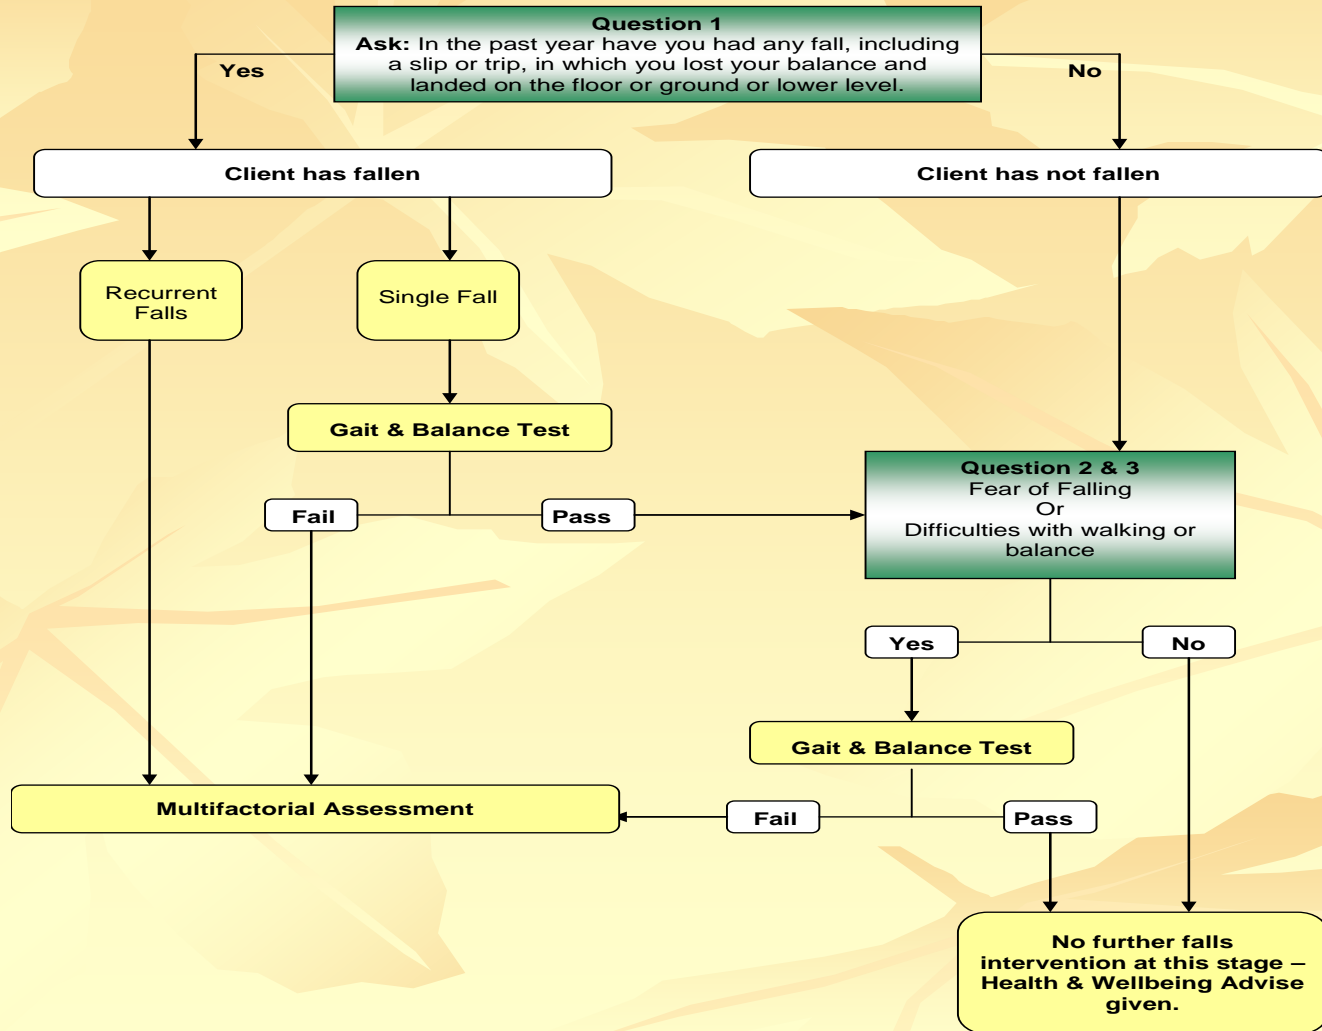 Question 1
Ask: In the past year have you had any fall, including
a slip or trip, in which you lost your balance and
landed on the floor or ground or lower level.
Yes
No
Client has fallen
Client has not fallen
Recurrent
Falls
Single Fall
Gait & Balance Test
Question 2 & 3
Fear of Falling
Or
Difficulties with walking or
balance
Fail
Pass
Yes
No
Gait & Balance Test
Multifactorial Assessment
Fail
Pass
No further falls
intervention at this stage –
Health & Wellbeing Advise
given.